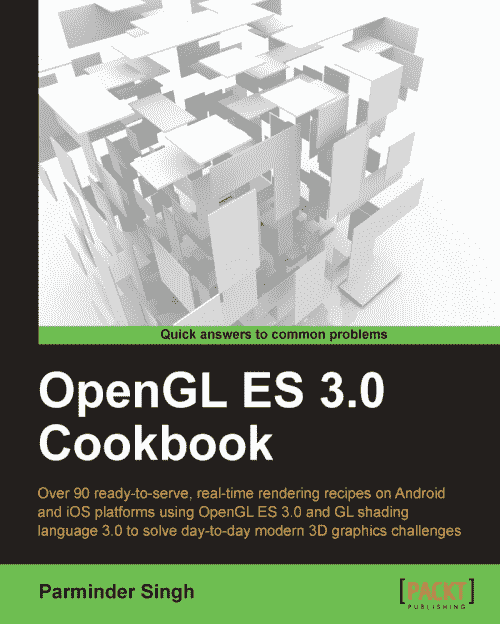 Quick answers to common problems
OpenGL ES 3.0
Cookbook
Over 90 ready-to-serve, real-time rendering recipes on Android
and iOS platforms using OpenGL ES 3.0 and GL shading
language 3.0 to solve day-to-day modern 3D graphics challenges
Parminder Singh
[PACKT]
PUBLISHING